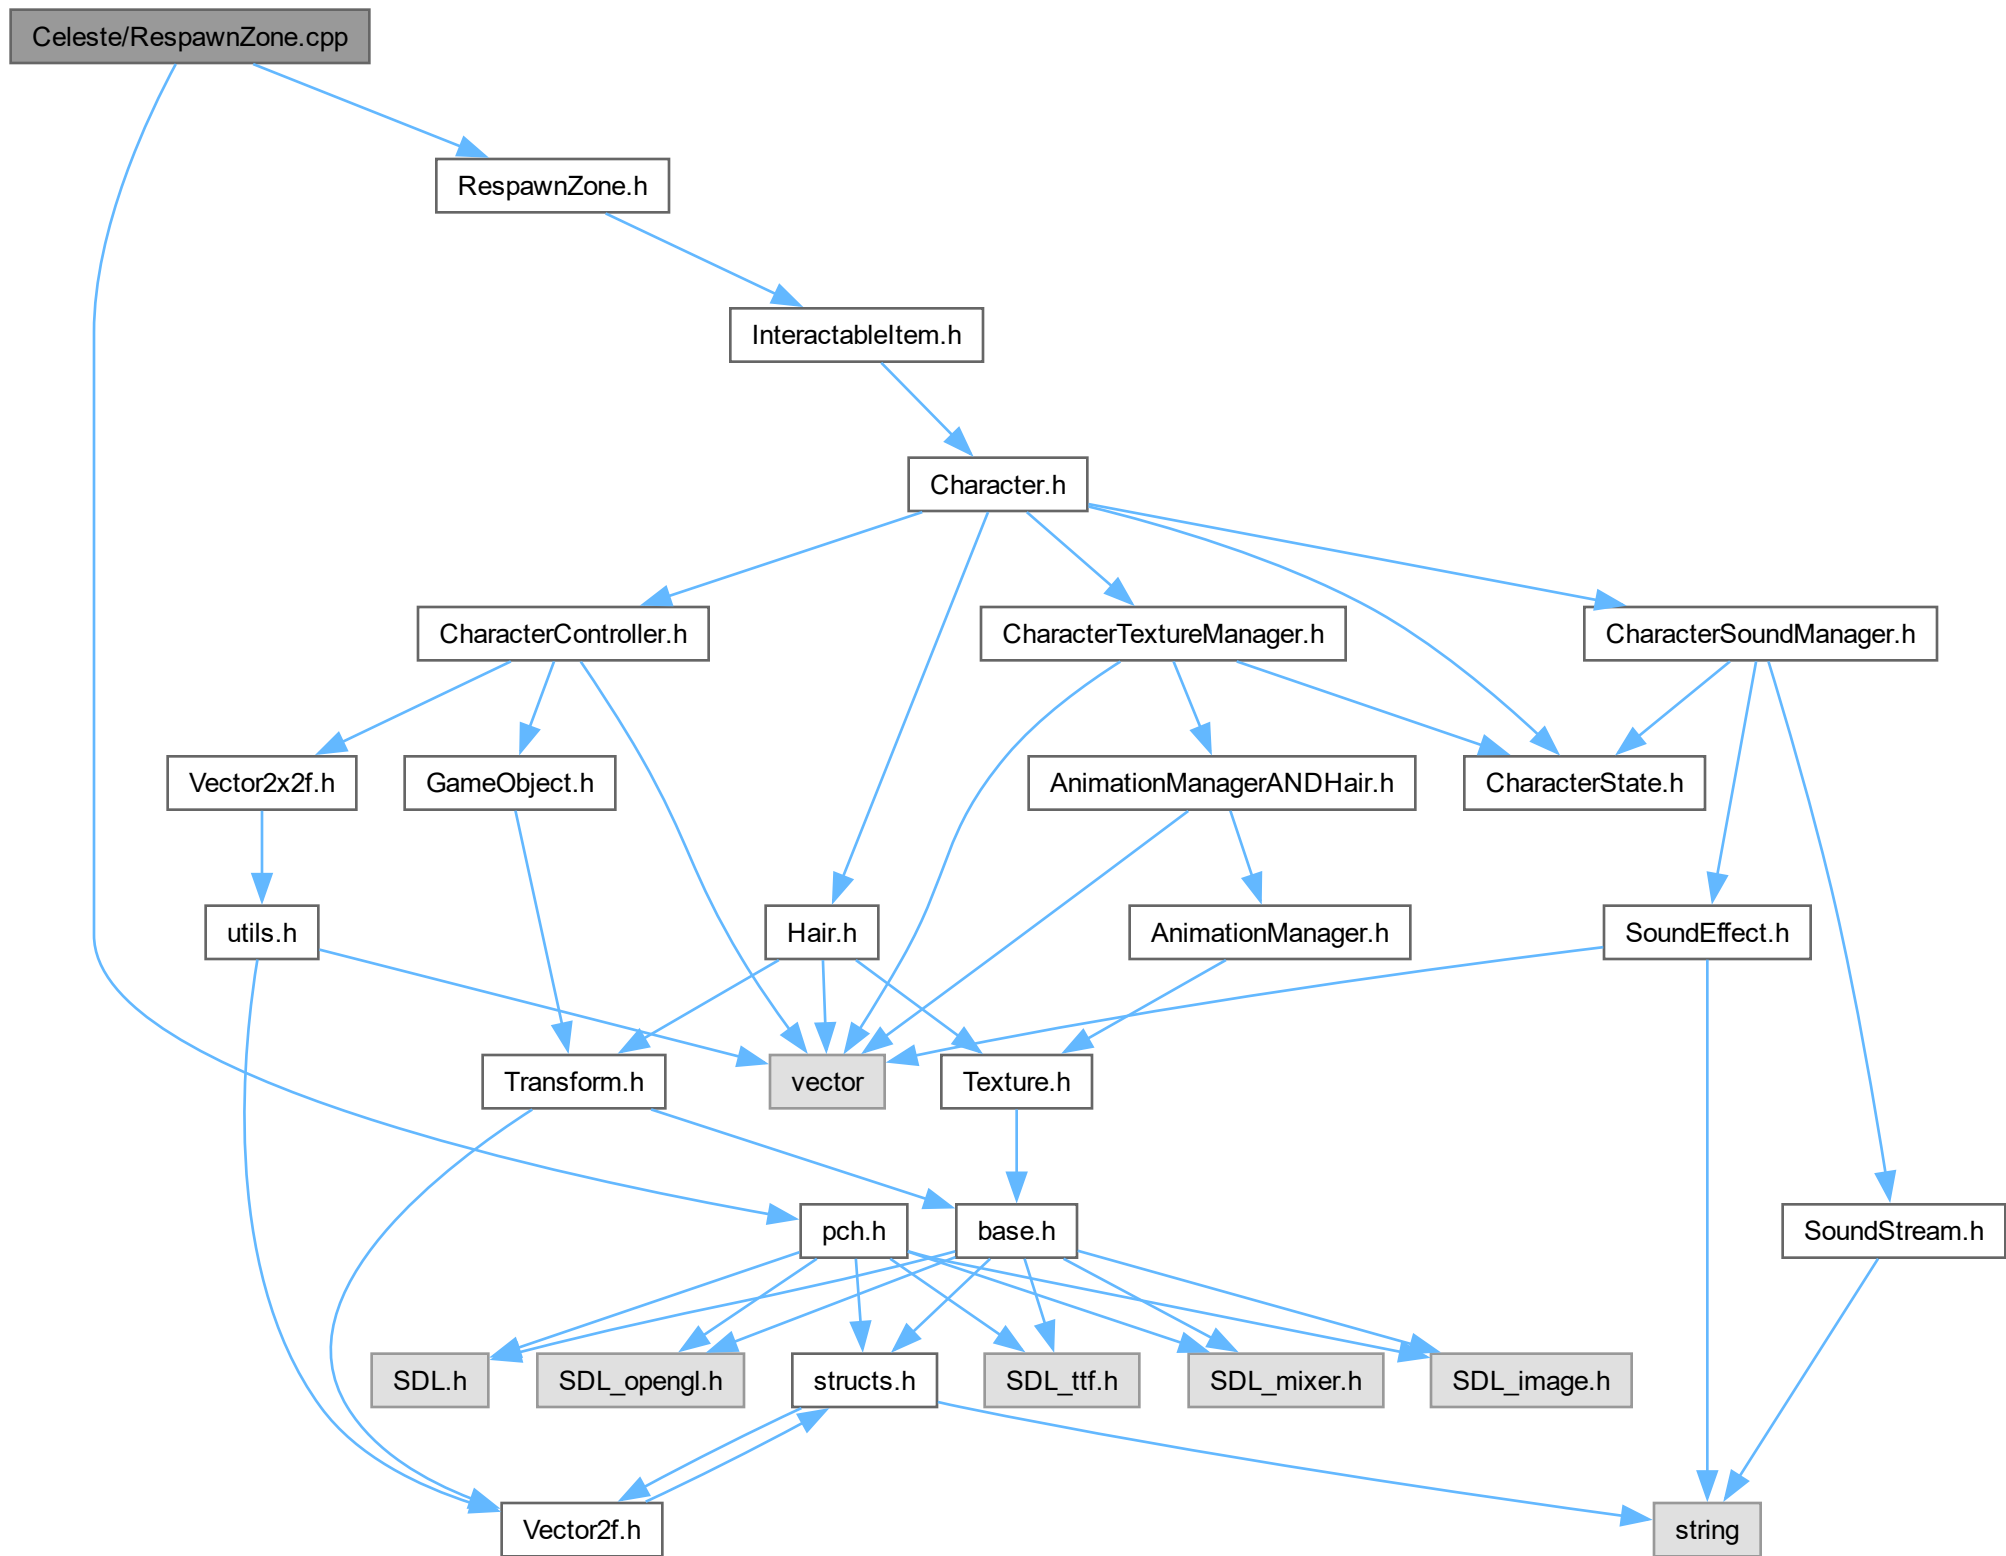 Celeste/RespawnZone.cpp
RespawnZone.h
InteractableItem.h
Character.h
CharacterController.h
CharacterTextureManager.h
CharacterSoundManager.h
Vector2x2f.h
GameObject.h
AnimationManagerANDHair.h
CharacterState.h
utils.h
Hair.h
AnimationManager.h
SoundEffect.h
Transform.h
vector
Texture.h
pch.h
base.h
SoundStream.h
SDL.h
SDL_opengl.h
structs.h
SDL_ttf.h
SDL_mixer.h
SDL_image.h
Vector2f.h
string